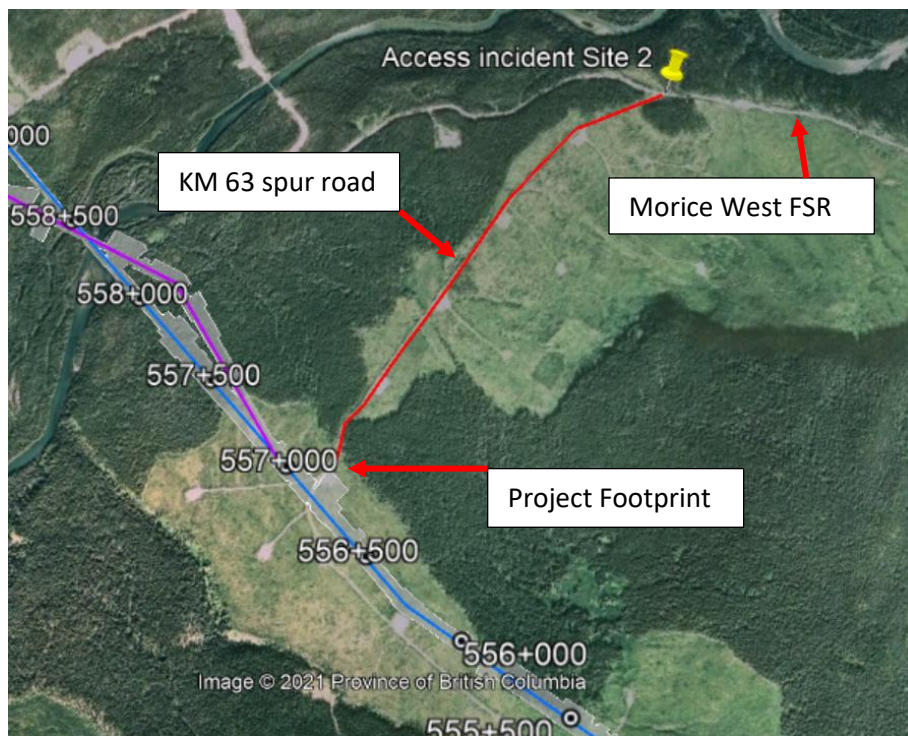 Access incident Site 2
KM 63 spur road
Morice West FSR
000
558+500
558+000
557+500
557+000
Project Footprint
556+500
556+000
Image © 2021 Province of British Columbia
555+500